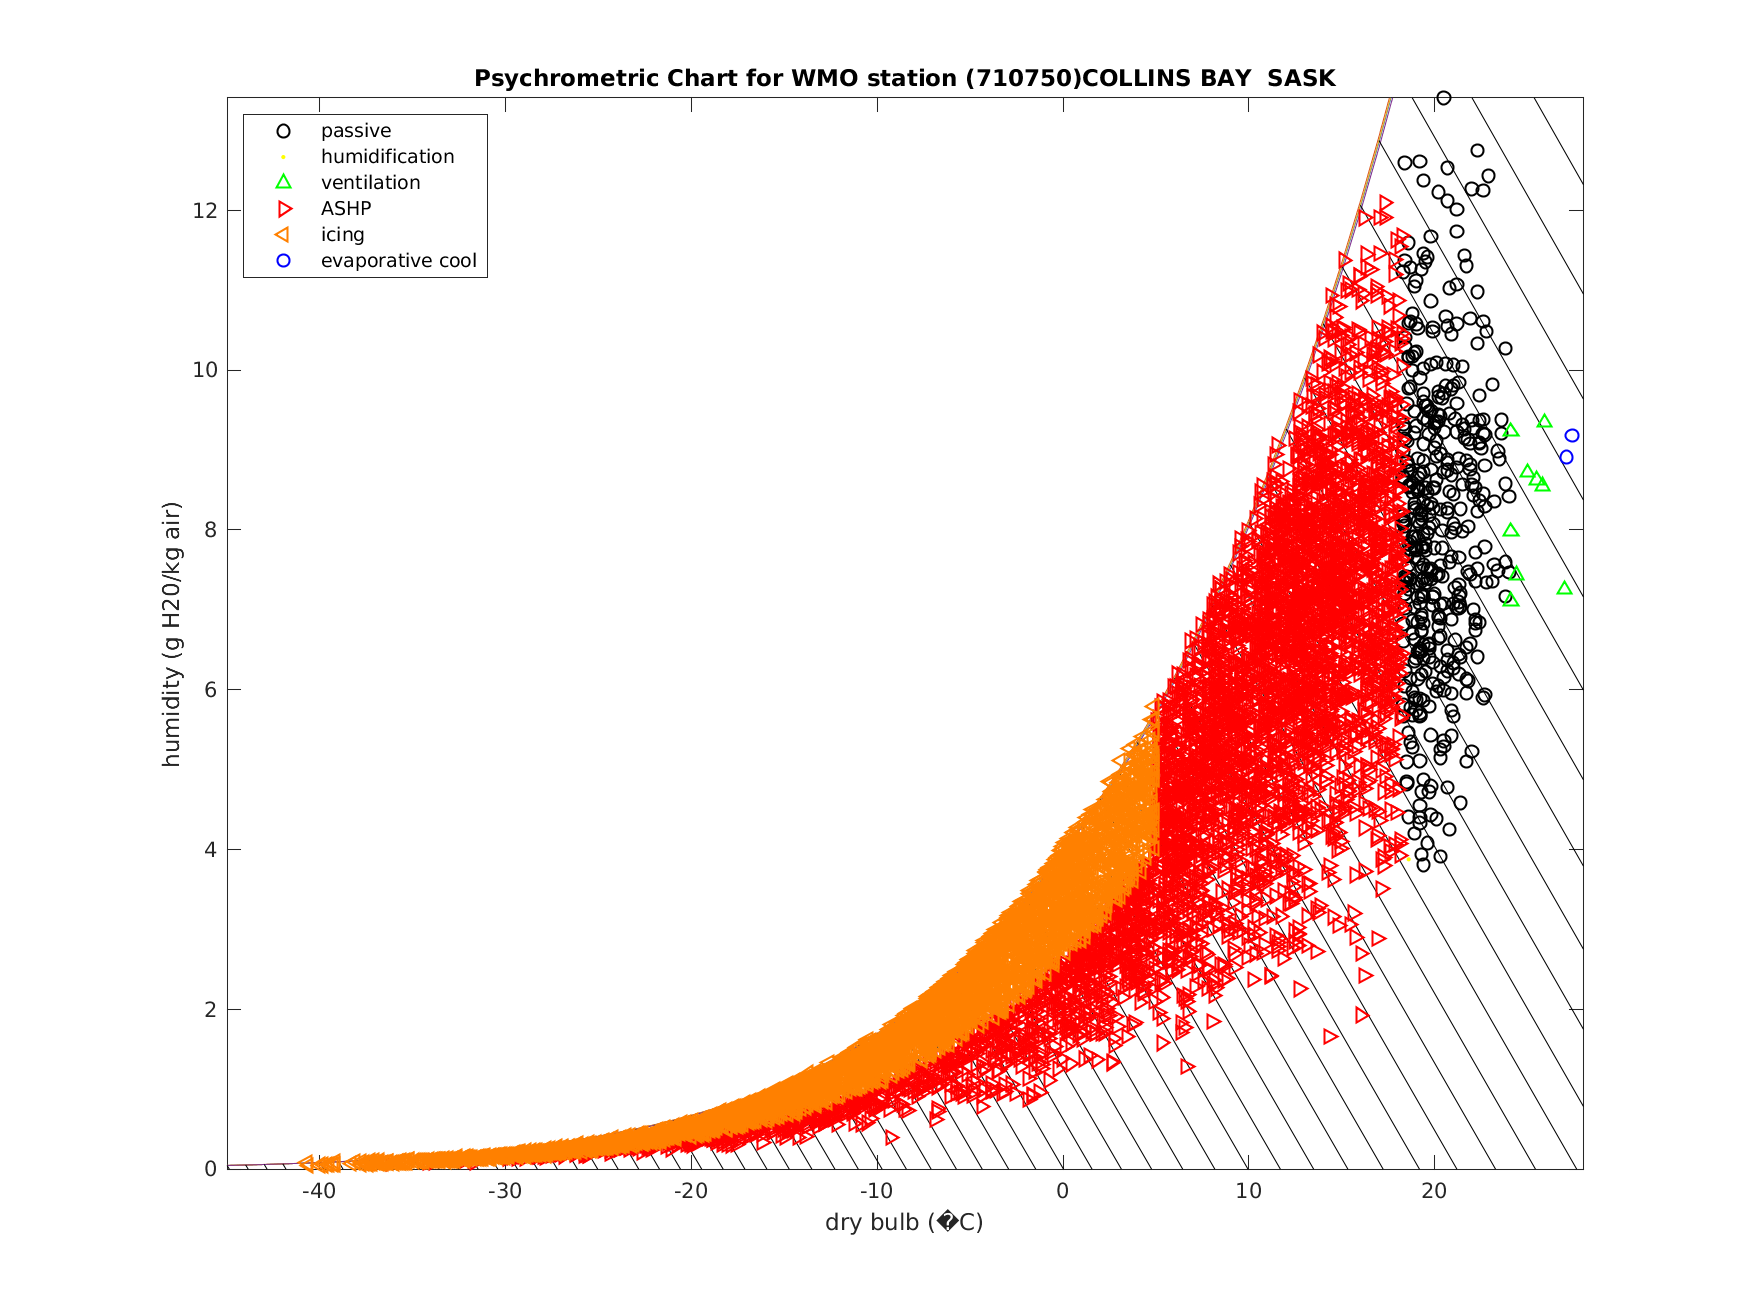 Psychrometric Chart for WMO station (710750)COLLINS BAY  SASK
passive
humidification
ventilation
ASHP
icing
evaporative cool
humidity (g H20/kg air)
12
10
8
6
4
2
0
-40 -30 -20 -10 0 10 20
dry bulb (�C)